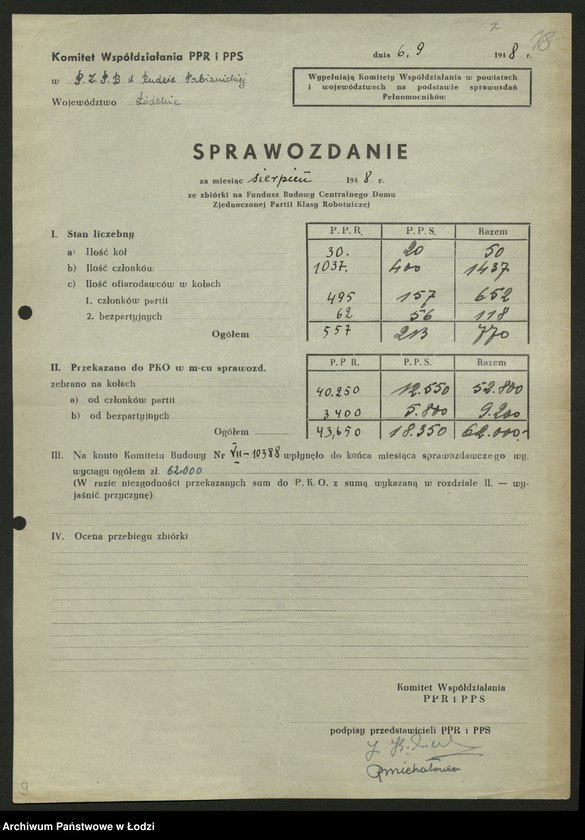 18
Komitet Współdziałania PPR i PPS
dnia 6. 9 1948 r.
w P.Z.P.B w Rudzie Pabianickiej
Województwo Łódzkie
Wypełniają Komitety Współdziałania w powiatach
i województwach na podstawie sprawozdań
Pełnomocników
SPRAWOZDANIE
za miesiąc sierpień 1948 r.
ze zbiórki na Fundusz Budowy Centralnego Domu
Zjednoczonej Partii Klasy Robotniczej
I. Stan liczebny P. P. R. P. P. S. Razem
a) Ilość kół 30. 20 50
b) Ilość członków 1037. 400 1437
c) Ilość ofiarodawców w kołach
1. członków partii 495 157 652
2. bezpartyjnych 62 56 118
Ogółem 557 213 770
II. Przekazano do PKO w m-cu sprawozd. P. P. R. P. P. S. Razem
zebrano na kołach
a) od członków partii 40.250 12.550 52.800
b) od bezpartyjnych 3400 5.800 9.200
Ogółem 43,650 18.350 62.000-
III. Na konto Komitetu Budowy Nr VII-10388 wpłynęło do końca miesiąca sprawozdawczego wg.
wyciągu ogółem zł. 62.000
(W razie niezgodności przekazanych sum do P. K. O. z sumą wykazaną w rozdziale II. — wy-
jaśnić przyczynę)
IV. Ocena przebiegu zbiórki
Komitet Współdziałania
PPR i PPS
podpisy przedstawicieli PPR i PPS
9
Archiwum Państwowe w Łodzi